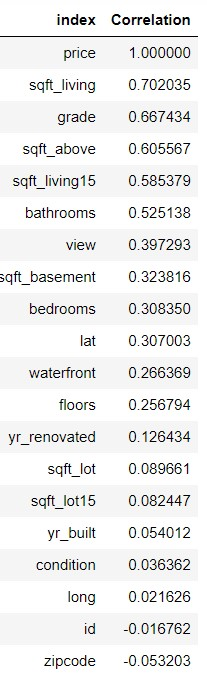 index Correlation
price 1.000000
sqft_living 0.702035
grade 0.667434
sqft_above 0.605567
sqft_living15 0.585379
bathrooms 0.525138
view 0.397293
sqft_basement 0.323816
bedrooms 0.308350
lat 0.307003
waterfront 0.266369
floors 0.256794
yr_renovated 0.126434
sqft_lot 0.089661
sqft_lot15 0.082447
yr_built 0.054012
condition 0.036362
long 0.021626
id -0.016762
zipcode -0.053203